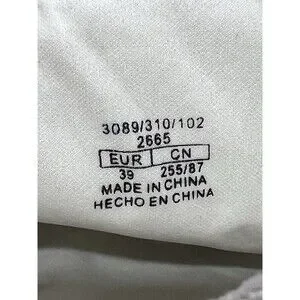 3089/310/102
2665
EUR CN
39 255/87
MADE IN CHINA
HECHO EN CHINA